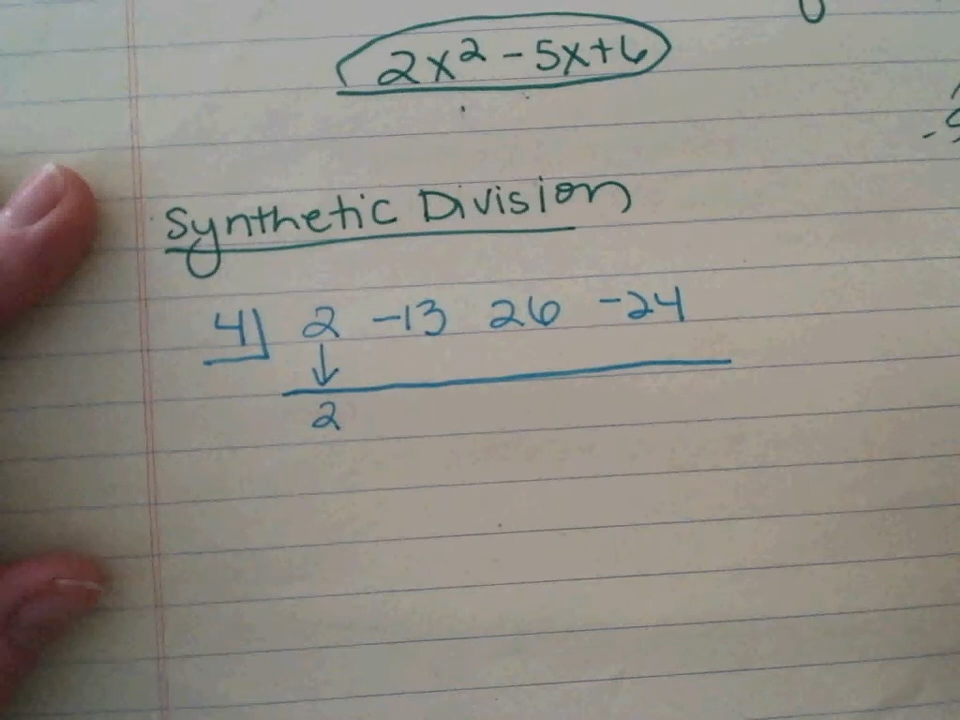 2x² - 5x + 6
Synthetic Division
4 2 -13 26 -24
2